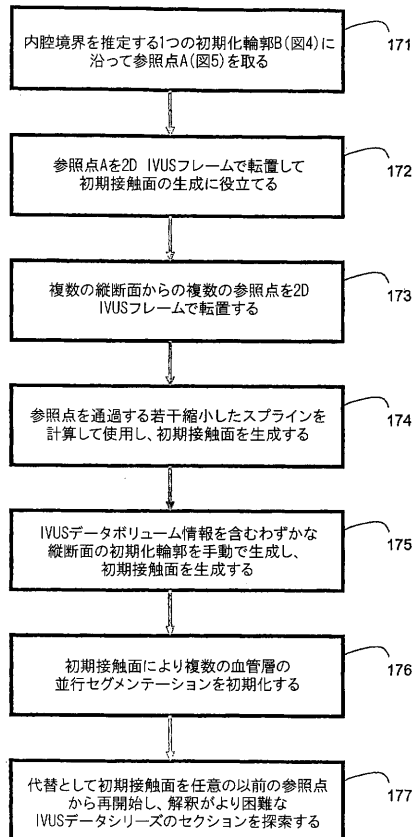 内腔境界を推定する1つの初期化輪郭B(図4)に
沿って参照点A(図5)を取る
171
参照点Aを2D IVUSフレームで転置して
初期接触面の生成に役立てる
172
複数の縦断面からの複数の参照点を2D
IVUSフレームで転置する
173
参照点を通過する若干縮小したスプラインを
計算して使用し、初期接触面を生成する
174
IVUSデータボリューム情報を含むわずかな
縦断面の初期化輪郭を手動で生成し、
初期接触面を生成する
175
初期接触面により複数の血管層の
並行セグメンテーションを初期化する
176
代替として初期接触面を任意の以前の参照点
から再開始し、解釈がより困難な
IVUSデータシリーズのセクションを探索する
177